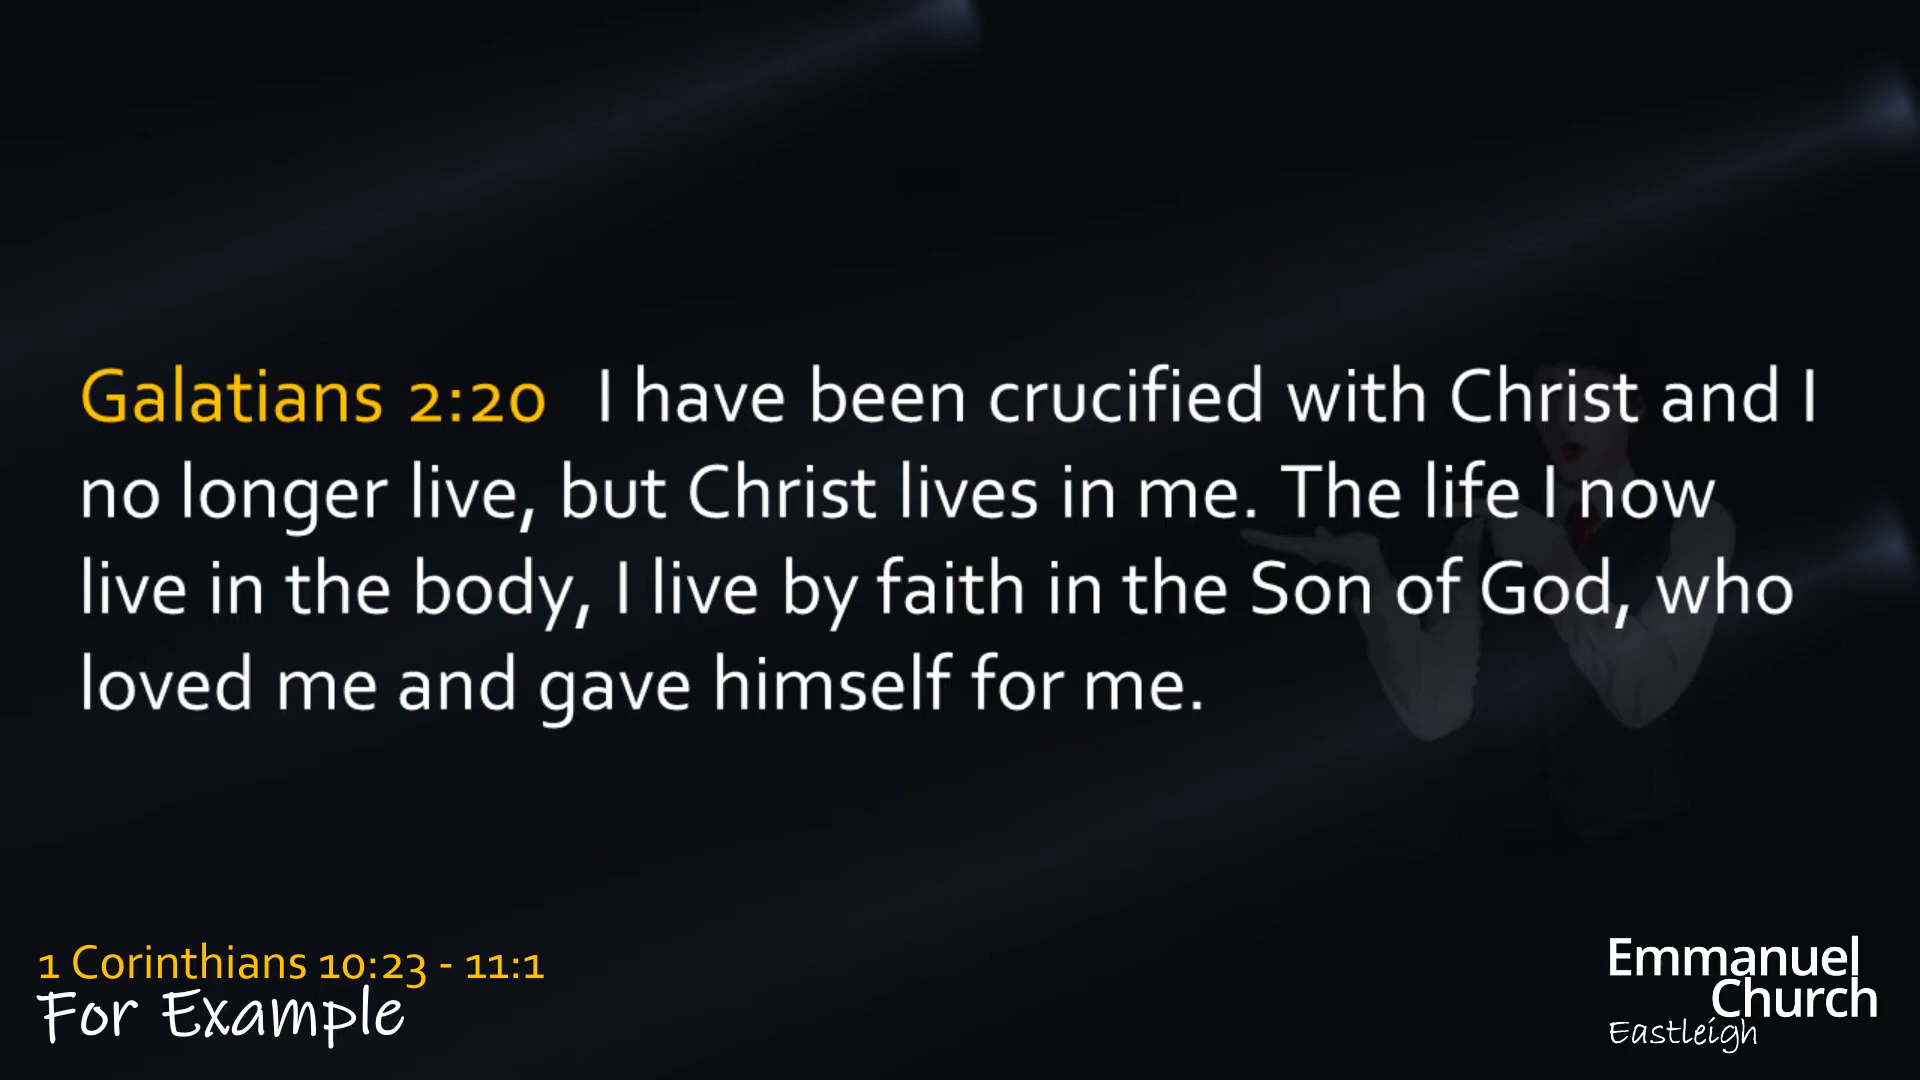 Galatians 2:20 I have been crucified with Christ and I
no longer live, but Christ lives in me. The life I now
live in the body, I live by faith in the Son of God, who
loved me and gave himself for me.
1 Corinthians 10:23 - 11:1
For Example
Emmanuel
Church
Eastleigh